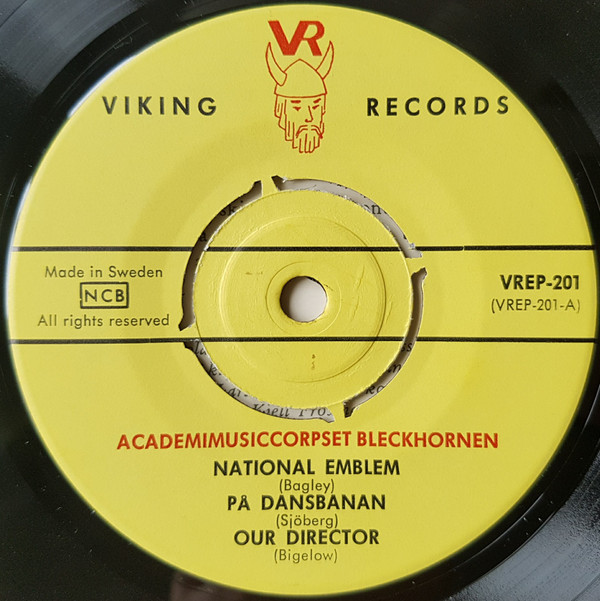 VR
VIKING RECORDS
Made in Sweden
NCB
All rights reserved
VREP-201
(VREP-201-A)
ACADEMIMUSICCORPSET BLECKHORNEN
NATIONAL EMBLEM
(Bagley)
PÅ DANSBANAN
(Sjöberg)
OUR DIRECTOR
(Bigelow)